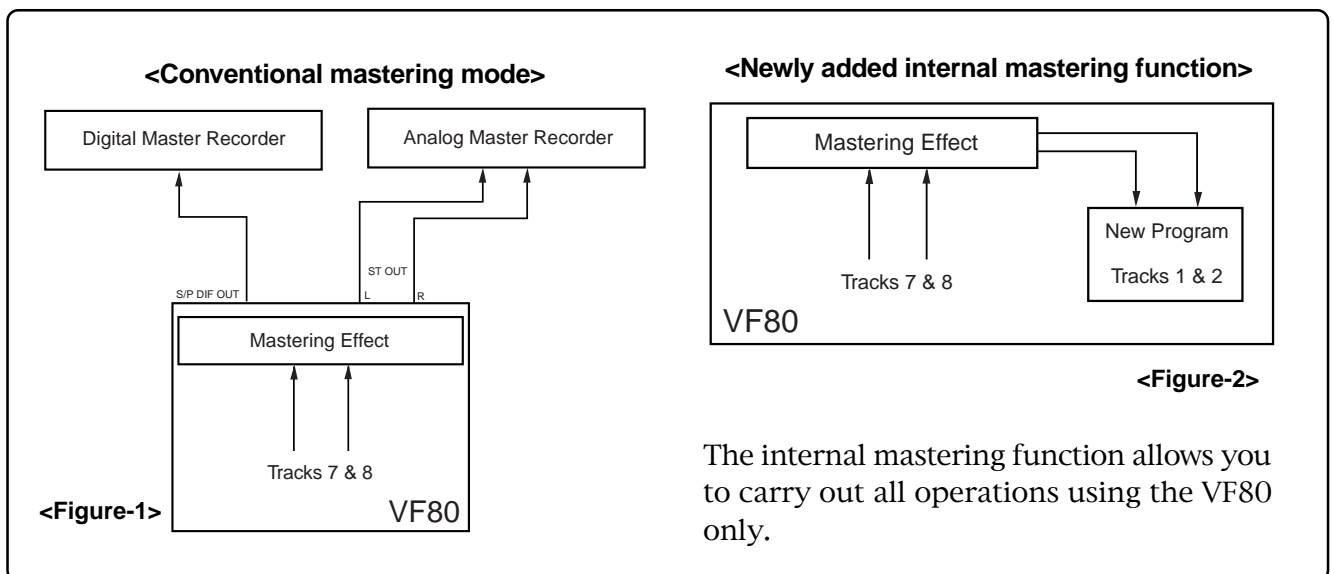 <Conventional mastering mode>
Digital Master Recorder
Analog Master Recorder
ST OUT
S/P DIF OUT
L
R
Mastering Effect
Tracks 7 & 8
VF80
<Figure-1>
<Newly added internal mastering function>
Mastering Effect
New Program
Tracks 1 & 2
Tracks 7 & 8
VF80
<Figure-2>
The internal mastering function allows you
to carry out all operations using the VF80
only.